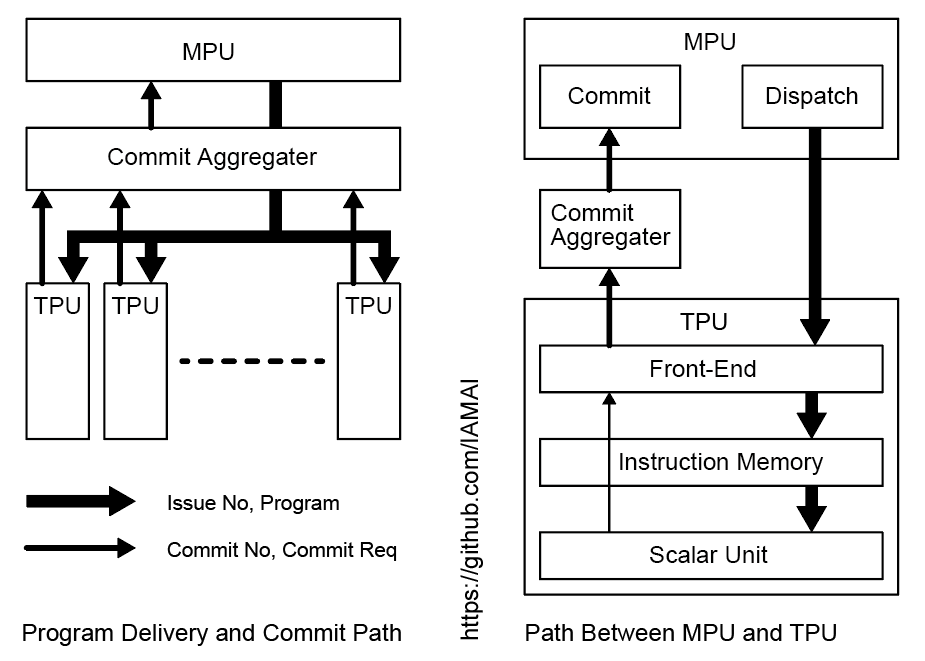 MPU
Commit Aggregater
TPU
TPU
TPU
Issue No, Program
Commit No, Commit Req
Program Delivery and Commit Path
https://github.com/IAMAI
MPU
Commit
Dispatch
Commit
Aggregater
TPU
Front-End
Instruction Memory
Scalar Unit
Path Between MPU and TPU